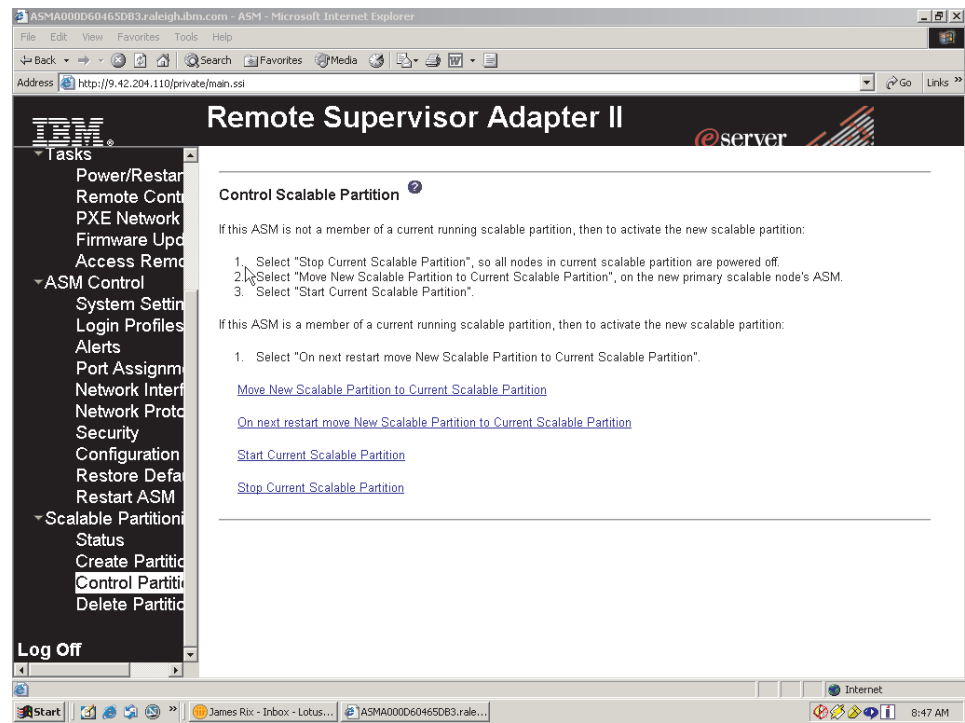 ASMA000D60465DB3.raleigh.ibm.com - ASM - Microsoft Internet Explorer
File Edit View Favorites Tools Help
Back Search Favorites Media
Address http://9.42.204.110/private/main.ssi Go Links »
IBM®
Remote Supervisor Adapter II
@server
Tasks
Power/Restar
Remote Contr
PXE Network
Firmware Upd
Access Remo
ASM Control
System Settin
Login Profiles
Alerts
Port Assignm
Network Interf
Network Proto
Security
Configuration
Restore Defau
Restart ASM
Scalable Partitioni
Status
Create Partitio
Control Partitio
Delete Partitio
Log Off
Control Scalable Partition ?
If this ASM is not a member of a current running scalable partition, then to activate the new scalable partition:
1. Select "Stop Current Scalable Partition", so all nodes in current scalable partition are powered off.
2. Select "Move New Scalable Partition to Current Scalable Partition", on the new primary scalable node's ASM.
3. Select "Start Current Scalable Partition".
If this ASM is a member of a current running scalable partition, then to activate the new scalable partition:
1. Select "On next restart move New Scalable Partition to Current Scalable Partition".
Move New Scalable Partition to Current Scalable Partition
On next restart move New Scalable Partition to Current Scalable Partition
Start Current Scalable Partition
Stop Current Scalable Partition
Internet
Start » James Rix - Inbox - Lotus... ASMA000D60465DB3.rale... 8:47 AM